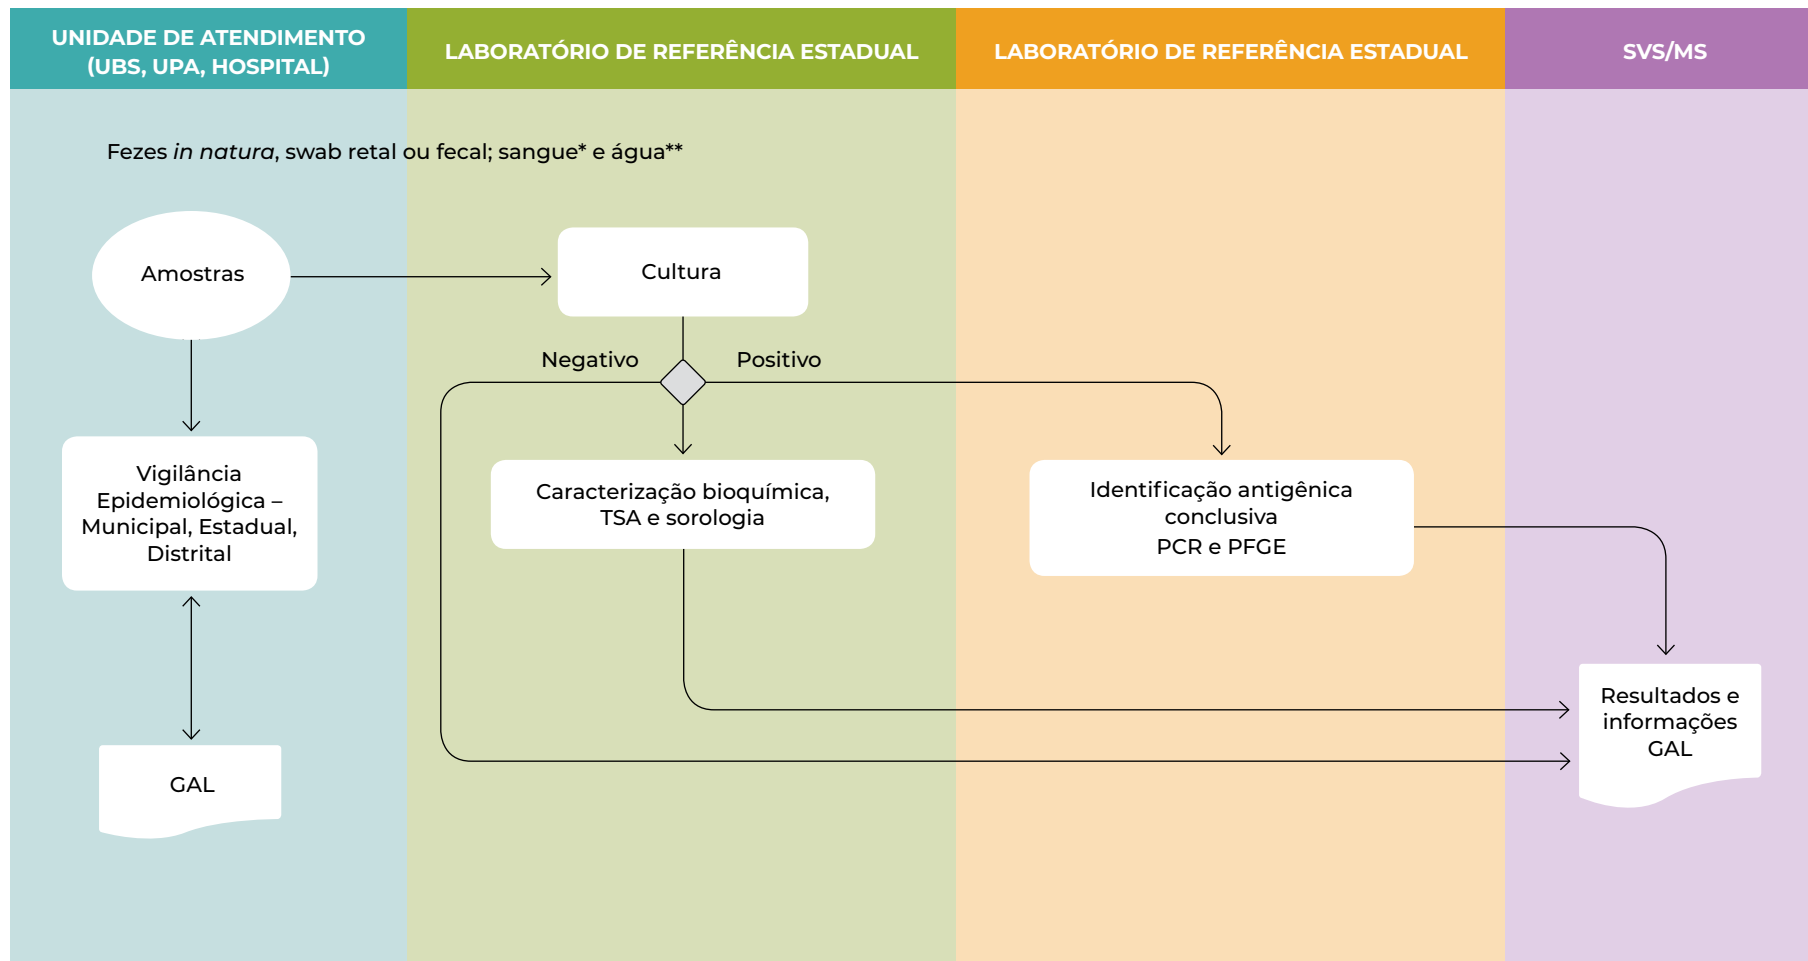 UNIDADE DE ATENDIMENTO
(UBS, UPA, HOSPITAL)
LABORATÓRIO DE REFERÊNCIA ESTADUAL
LABORATÓRIO DE REFERÊNCIA ESTADUAL
SVS/MS
Fezes in natura, swab retal ou fecal; sangue* e água**
Amostras
Cultura
Negativo
Positivo
Vigilância
Epidemiológica –
Municipal, Estadual,
Distrital
Caracterização bioquímica,
TSA e sorologia
Identificação antigênica
conclusiva
PCR e PFGE
Resultados e
informações
GAL
GAL